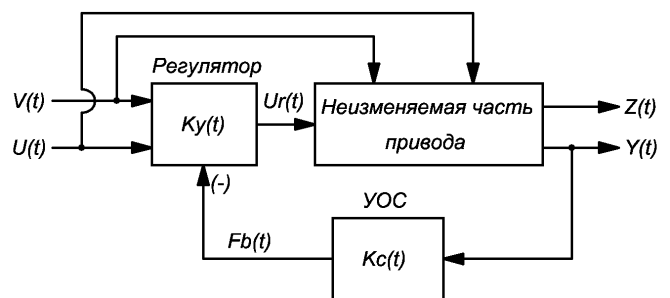 Регулятор
V(t)
U(t)
Ky(t)
Ur(t)
Неизменяемая часть
привода
Z(t)
Y(t)
(-)
УОС
Fb(t)
Kc(t)